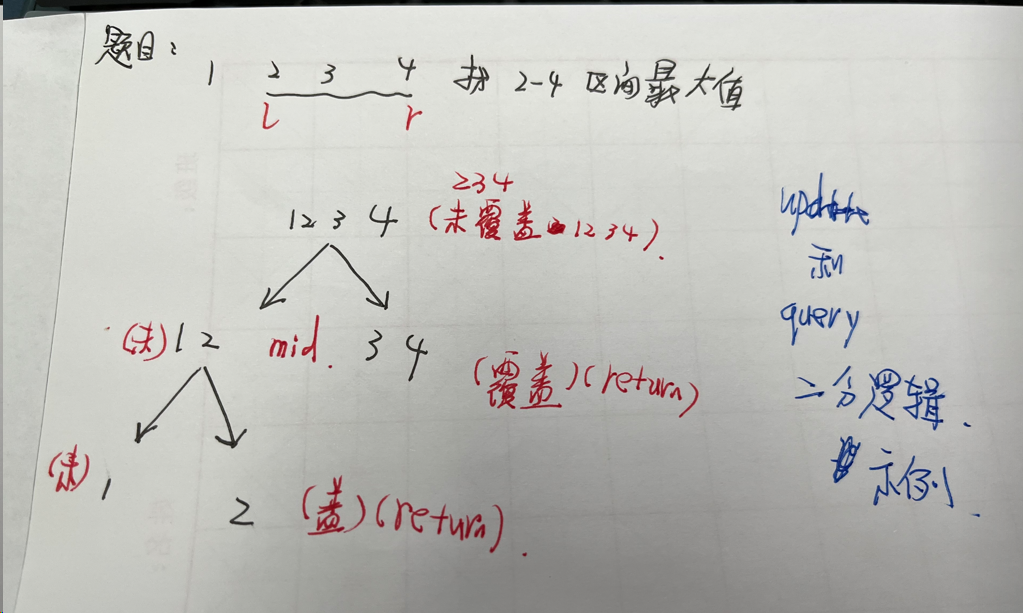 题目:
1 2 3 4 找 2-4 区间最大值
l r
234
1 2 3 4 (未覆盖 1 2 3 4).
(未) 1 2 mid. 3 4 (覆盖)(return)
(未) 1
2 (盖)(return).
update
和
query
二分逻辑.
示例.